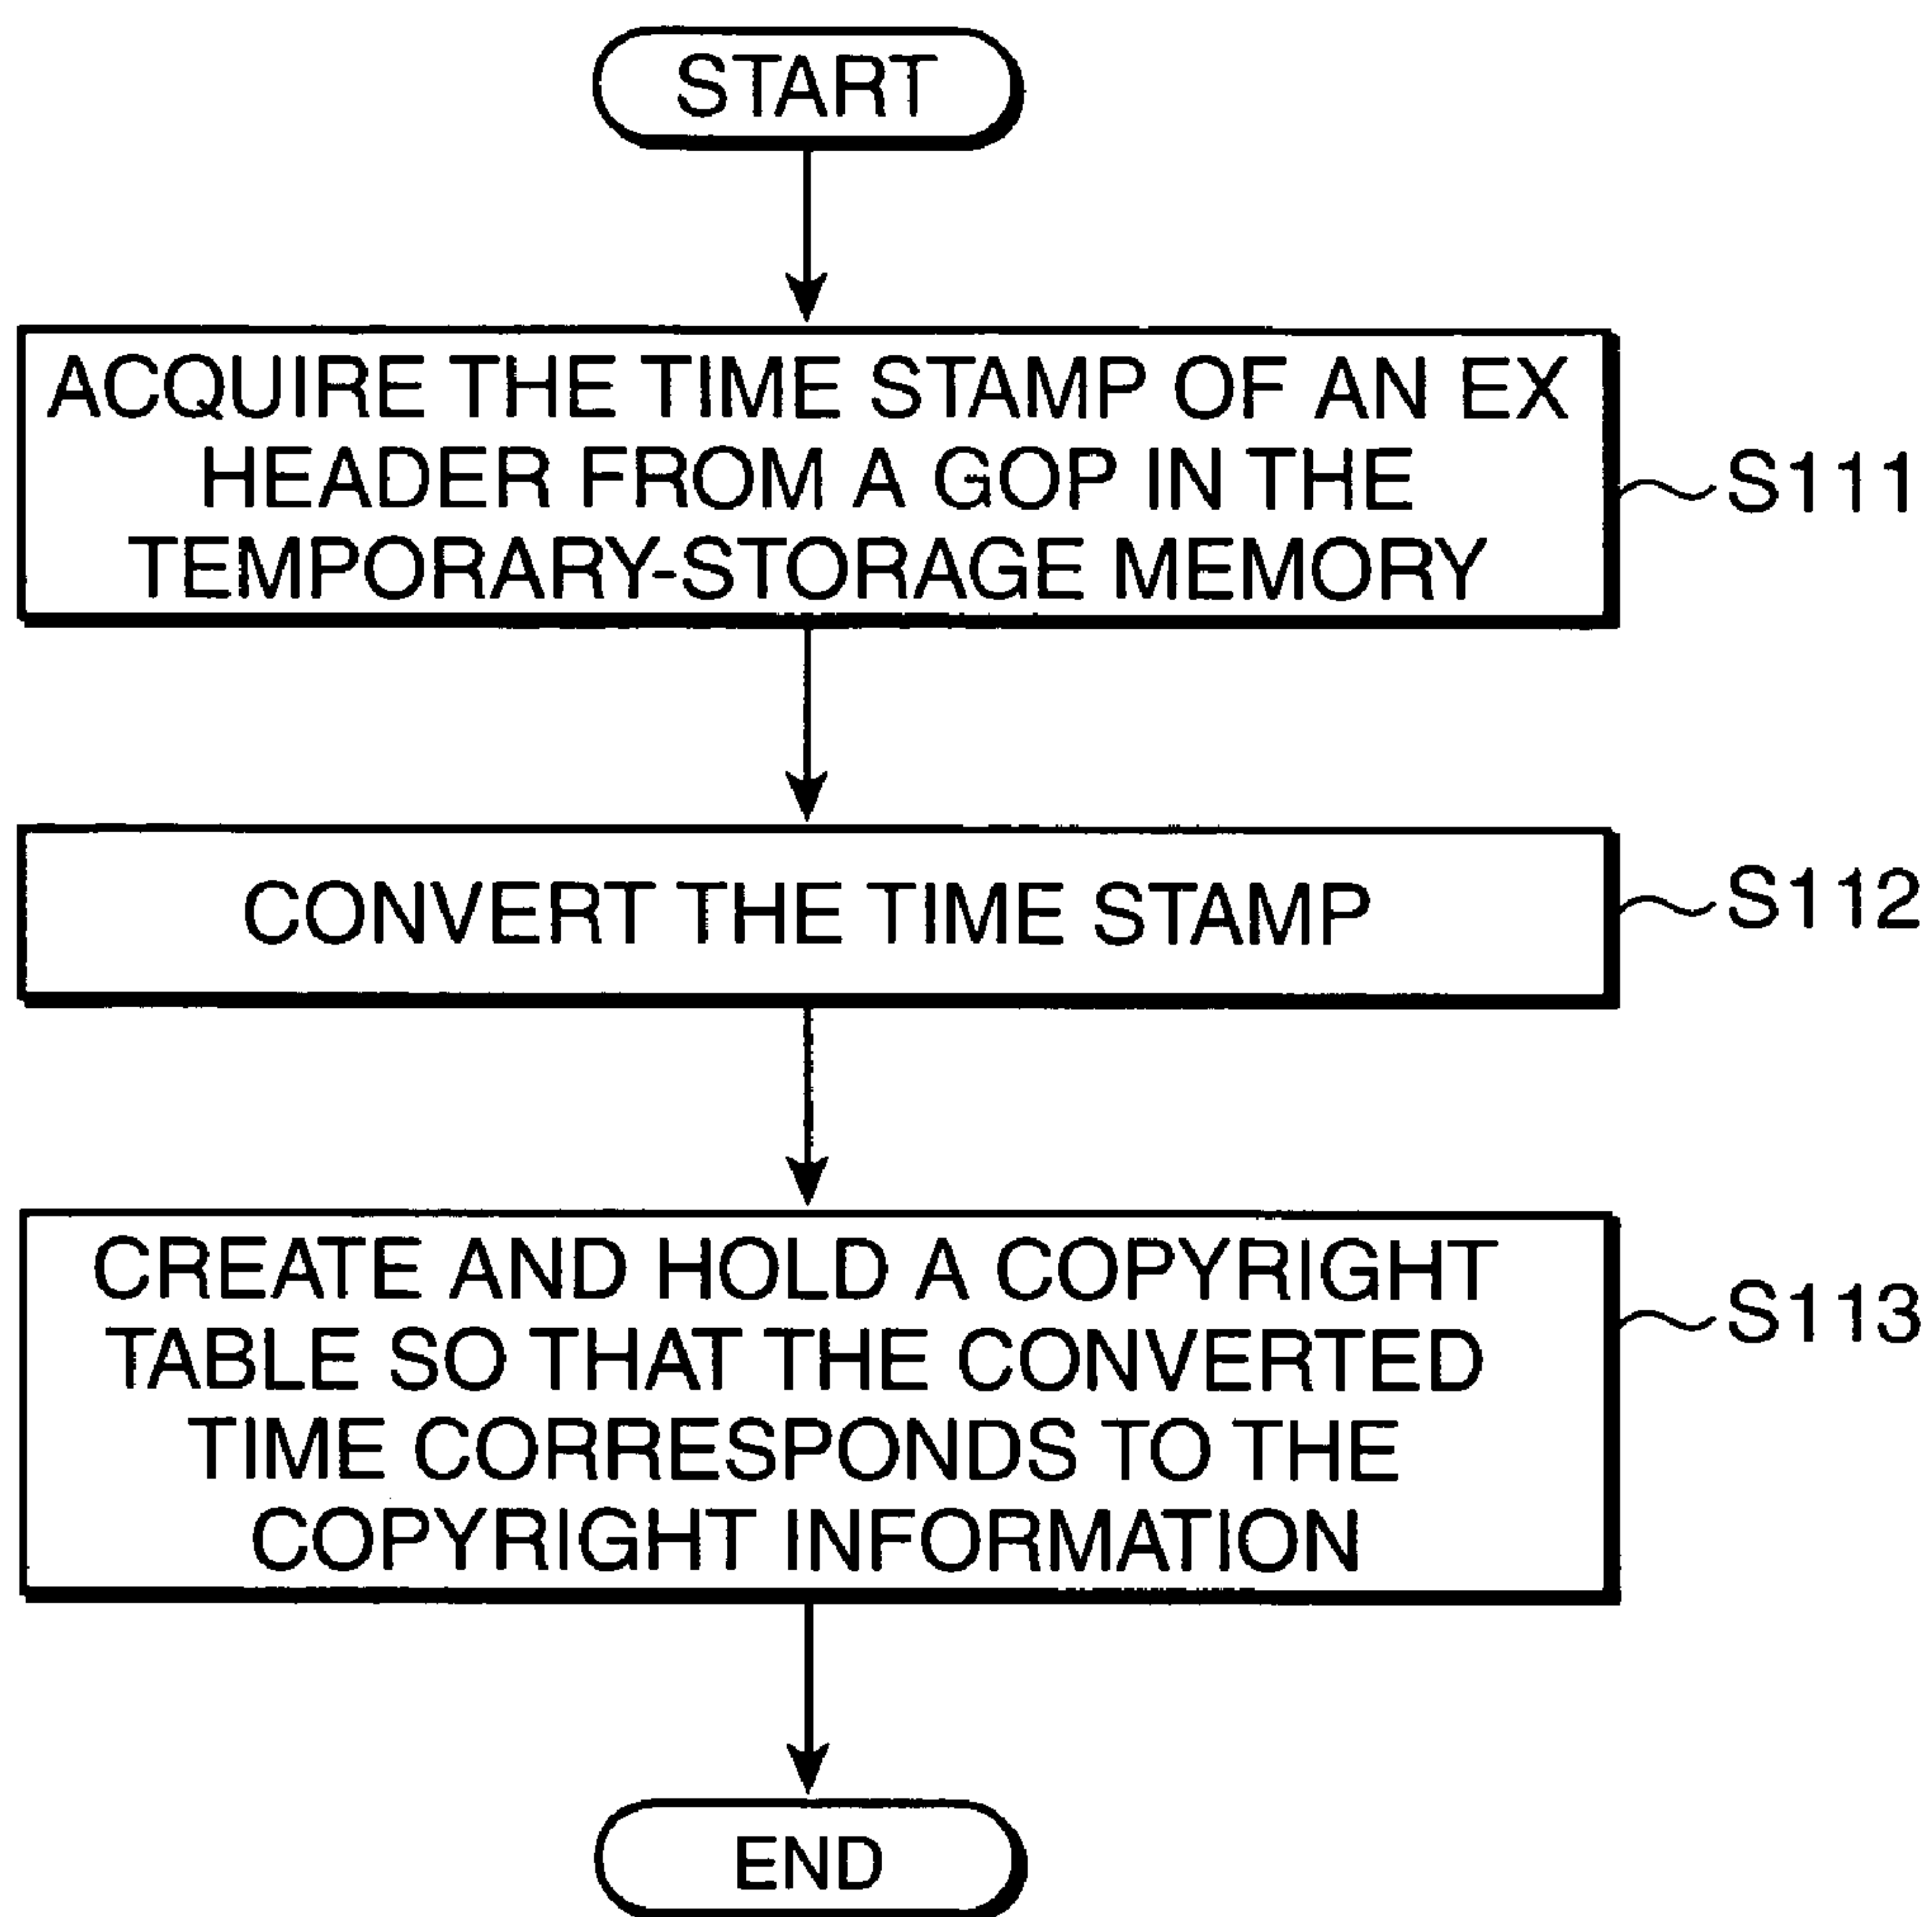 START
ACQUIRE THE TIME STAMP OF AN EX
HEADER FROM A GOP IN THE
TEMPORARY-STORAGE MEMORY
S111
CONVERT THE TIME STAMP
S112
CREATE AND HOLD A COPYRIGHT
TABLE SO THAT THE CONVERTED
TIME CORRESPONDS TO THE
COPYRIGHT INFORMATION
S113
END